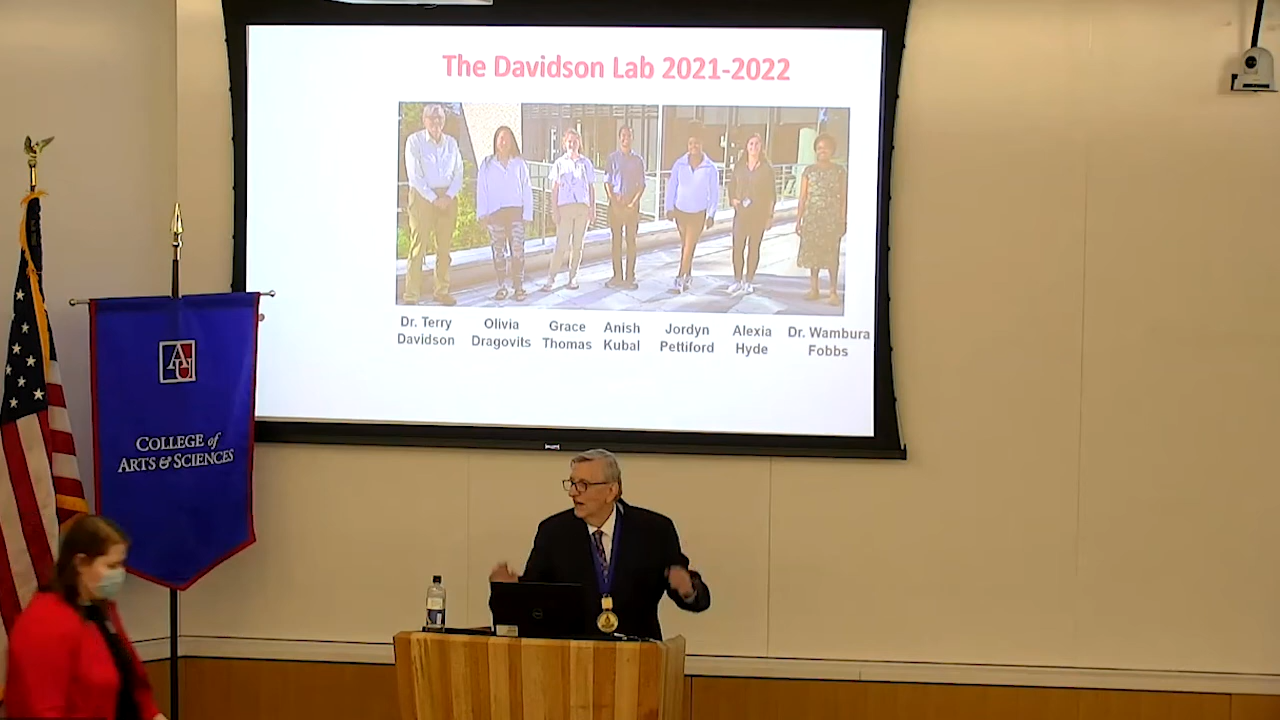 The Davidson Lab 2021-2022
Dr. Terry
Davidson
Olivia
Dragovits
Grace
Thomas
Anish
Kubal
Jordyn
Pettiford
Alexia
Hyde
Dr. Wambura
Fobbs
AU
COLLEGE of
ARTS & SCIENCES